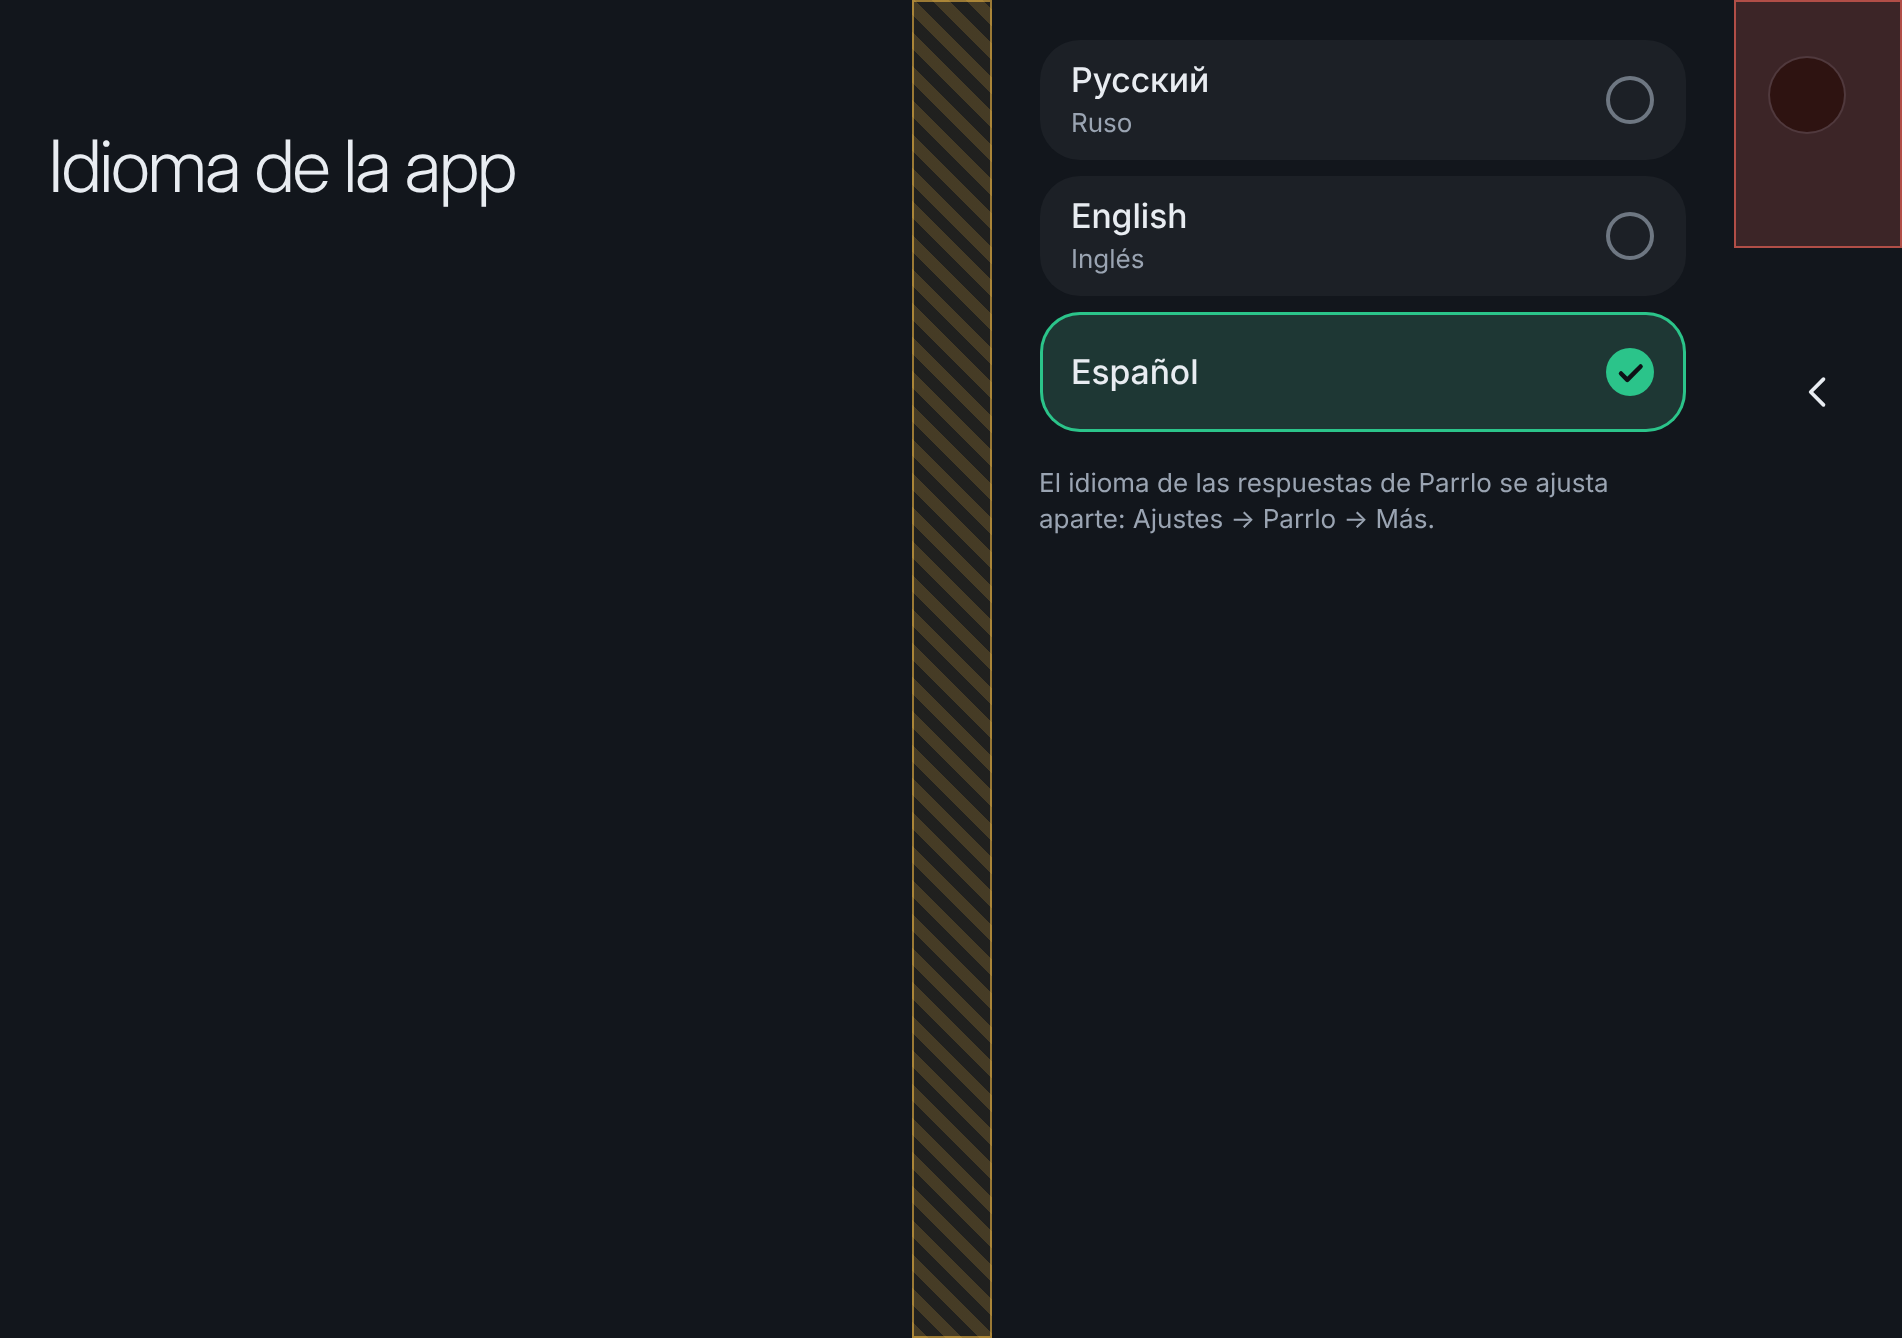 Idioma de la app
Русский
Ruso
English
Inglés
Español
El idioma de las respuestas de Parrlo se ajusta
aparte: Ajustes → Parrlo → Más.